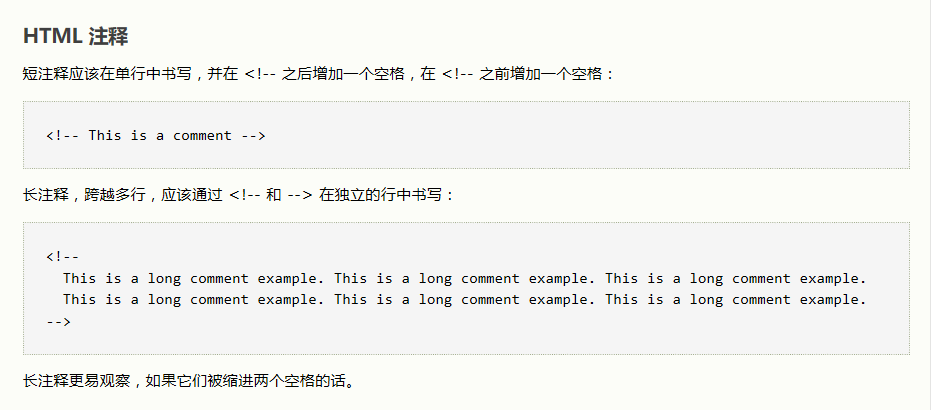 HTML 注释
短注释应该在单行中书写，并在 <!-- 之后增加一个空格，在 <!-- 之前增加一个空格：
<!-- This is a comment -->
长注释，跨越多行，应该通过 <!-- 和 --> 在独立的行中书写：
<!--
  This is a long comment example. This is a long comment example. This is a long comment example.
  This is a long comment example. This is a long comment example. This is a long comment example.
-->
长注释更易观察，如果它们被缩进两个空格的话。